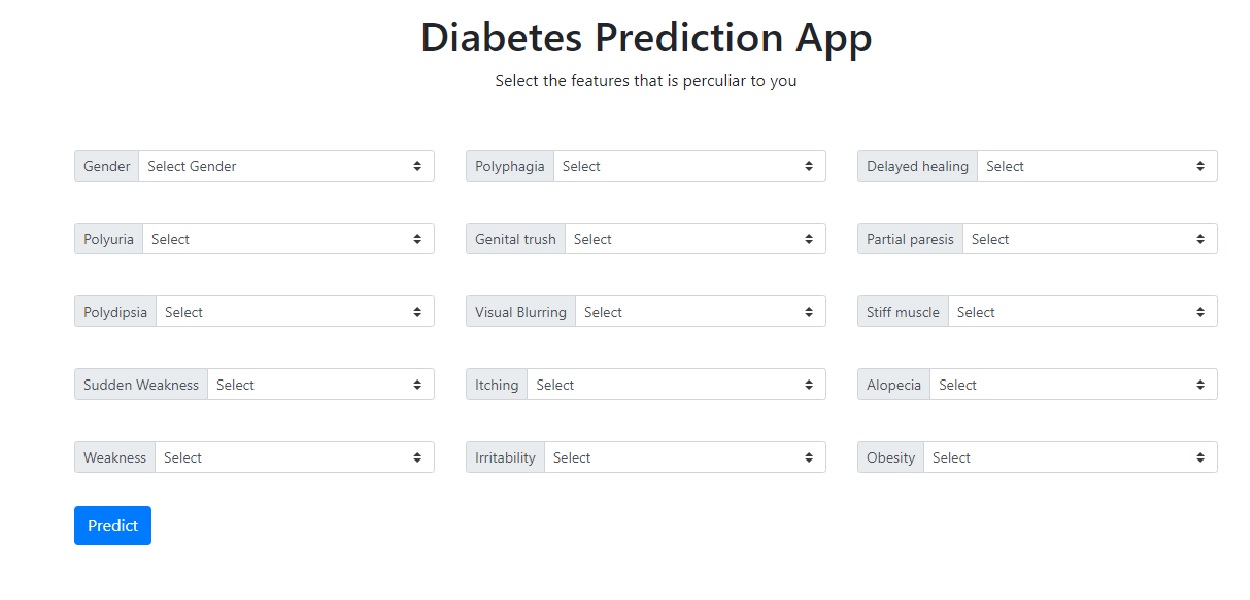 Diabetes Prediction App
Select the features that is perculiar to you
Gender Select Gender Polyphagia Select Delayed healing Select
Polyuria Select Genital trush Select Partial paresis Select
Polydipsia Select Visual Blurring Select Stiff muscle Select
Sudden Weakness Select Itching Select Alopecia Select
Weakness Select Irritability Select Obesity Select
Predict